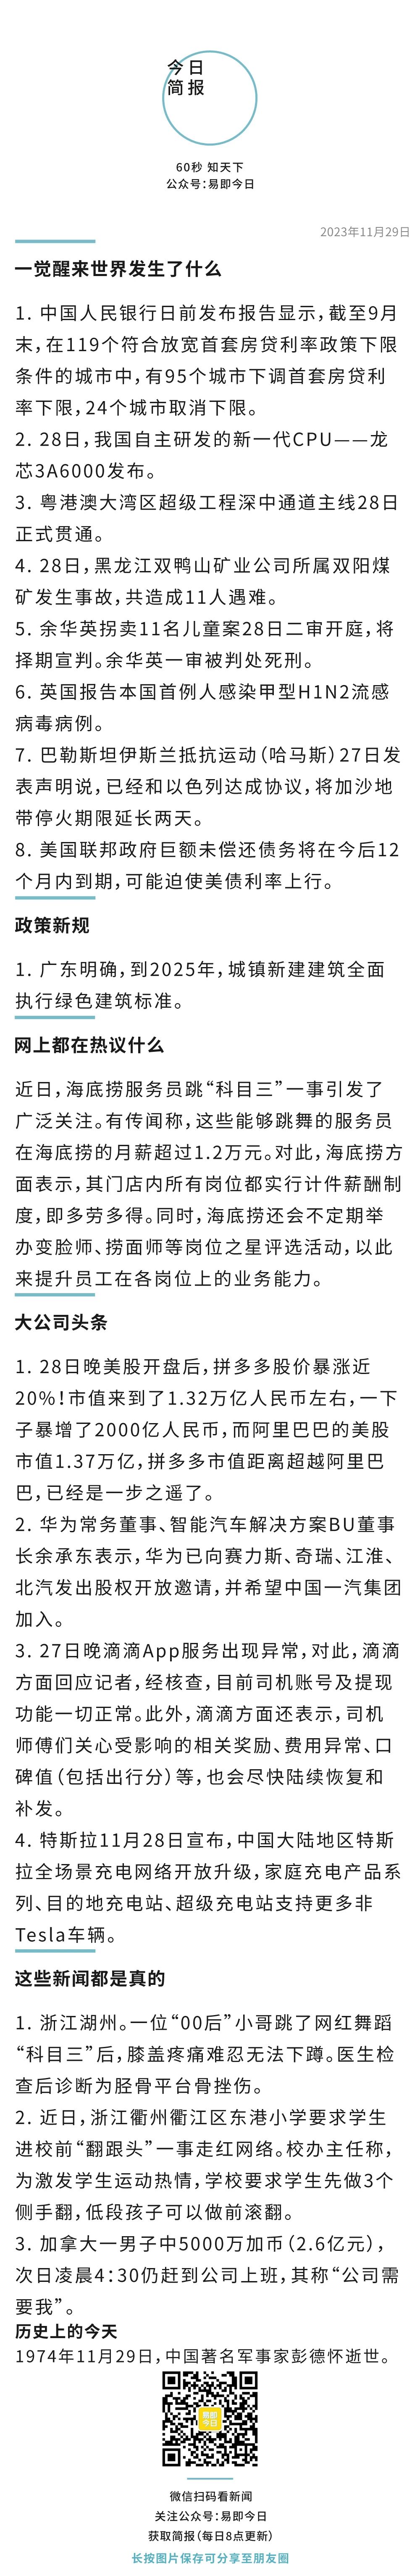 今日
简报
60秒 知天下
公众号：易即今日
2023年11月29日
一觉醒来世界发生了什么
1. 中国人民银行日前发布报告显示，截至9月
末，在119个符合放宽首套房贷利率政策下限
条件的城市中，有95个城市下调首套房贷利
率下限，24个城市取消下限。
2. 28日，我国自主研发的新一代CPU——龙
芯3A6000发布。
3. 粤港澳大湾区超级工程深中通道主线28日
正式贯通。
4. 28日，黑龙江双鸭山矿业公司所属双阳煤
矿发生事故，共造成11人遇难。
5. 余华英拐卖11名儿童案28日二审开庭，将
择期宣判。余华英一审被判处死刑。
6. 英国报告本国首例人感染甲型H1N2流感
病毒病例。
7. 巴勒斯坦伊斯兰抵抗运动（哈马斯）27日发
表声明说，已经和以色列达成协议，将加沙地
带停火期限延长两天。
8. 美国联邦政府巨额未偿还债务将在今后12
个月内到期，可能迫使美债利率上行。
政策新规
1. 广东明确，到2025年，城镇新建建筑全面
执行绿色建筑标准。
网上都在热议什么
近日，海底捞服务员跳“科目三”一事引发了
广泛关注。有传闻称，这些能够跳舞的服务员
在海底捞的月薪超过1.2万元。对此，海底捞方
面表示，其门店内所有岗位都实行计件薪酬制
度，即多劳多得。同时，海底捞还会不定期举
办变脸师、捞面师等岗位之星评选活动，以此
来提升员工在各岗位上的业务能力。
大公司头条
1. 28日晚美股开盘后，拼多多股价暴涨近
20%！市值来到了1.32万亿人民币左右，一下
子暴增了2000亿人民币，而阿里巴巴的美股
市值1.37万亿，拼多多市值距离超越阿里巴
巴，已经是一步之遥了。
2. 华为常务董事、智能汽车解决方案BU董事
长余承东表示，华为已向赛力斯、奇瑞、江淮、
北汽发出股权开放邀请，并希望中国一汽集团
加入。
3. 27日晚滴滴App服务出现异常，对此，滴滴
方面回应记者，经核查，目前司机账号及提现
功能一切正常。此外，滴滴方面还表示，司机
师傅们关心受影响的相关奖励、费用异常、口
碑值（包括出行分）等，也会尽快陆续恢复和
补发。
4. 特斯拉11月28日宣布，中国大陆地区特斯
拉全场景充电网络开放升级，家庭充电产品系
列、目的地充电站、超级充电站支持更多非
Tesla车辆。
这些新闻都是真的
1. 浙江湖州。一位“00后”小哥跳了网红舞蹈
“科目三”后，膝盖疼痛难忍无法下蹲。医生检
查后诊断为胫骨平台骨挫伤。
2. 近日，浙江衢州衢江区东港小学要求学生
进校前“翻跟头”一事走红网络。校办主任称，
为激发学生运动热情，学校要求学生先做3个
侧手翻，低段孩子可以做前滚翻。
3. 加拿大一男子中5000万加币（2.6亿元），
次日凌晨4：30仍赶到公司上班，其称“公司需
要我”。
历史上的今天
1974年11月29日，中国著名军事家彭德怀逝世。
易即
今日
微信扫码看新闻
关注公众号：易即今日
获取简报（每日8点更新）
长按图片保存可分享至朋友圈